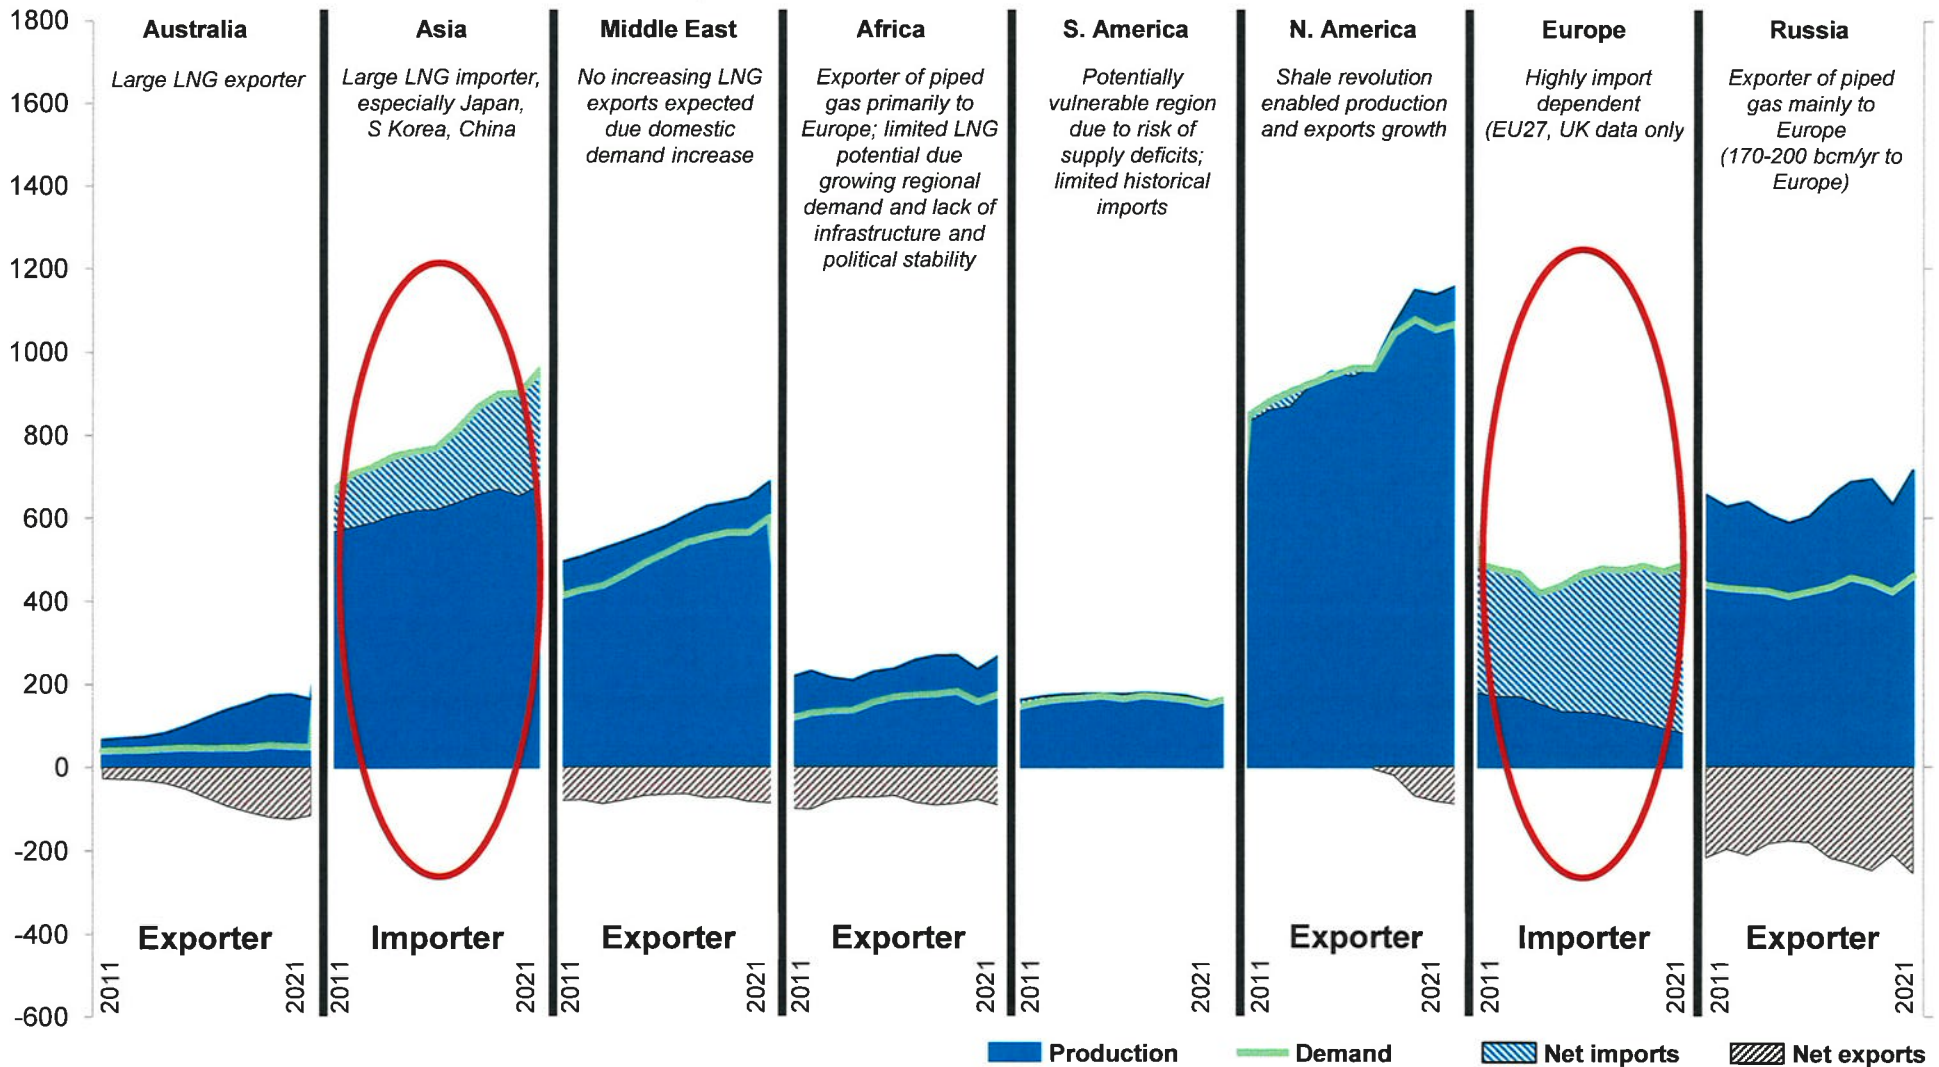 1800
1600
1400
1200
1000
800
600
400
200
0
-200
-400
-600
Australia
Large LNG exporter
Exporter
2011
2021
Asia
Large LNG importer,
especially Japan,
S Korea, China
Importer
2011
2021
Middle East
No increasing LNG
exports expected
due domestic
demand increase
Exporter
2011
2021
Africa
Exporter of piped
gas primarily to
Europe; limited LNG
potential due
growing regional
demand and lack of
infrastructure and
political stability
Exporter
2011
2021
S. America
Potentially
vulnerable region
due to risk of
supply deficits;
limited historical
imports
2011
2021
N. America
Shale revolution
enabled production
and exports growth
Exporter
2011
2021
Europe
Highly import
dependent
(EU27, UK data only
Importer
2011
2021
Russia
Exporter of piped
gas mainly to
Europe
(170-200 bcm/yr to
Europe)
Exporter
2011
2021
Production
Demand
Net imports
Net exports